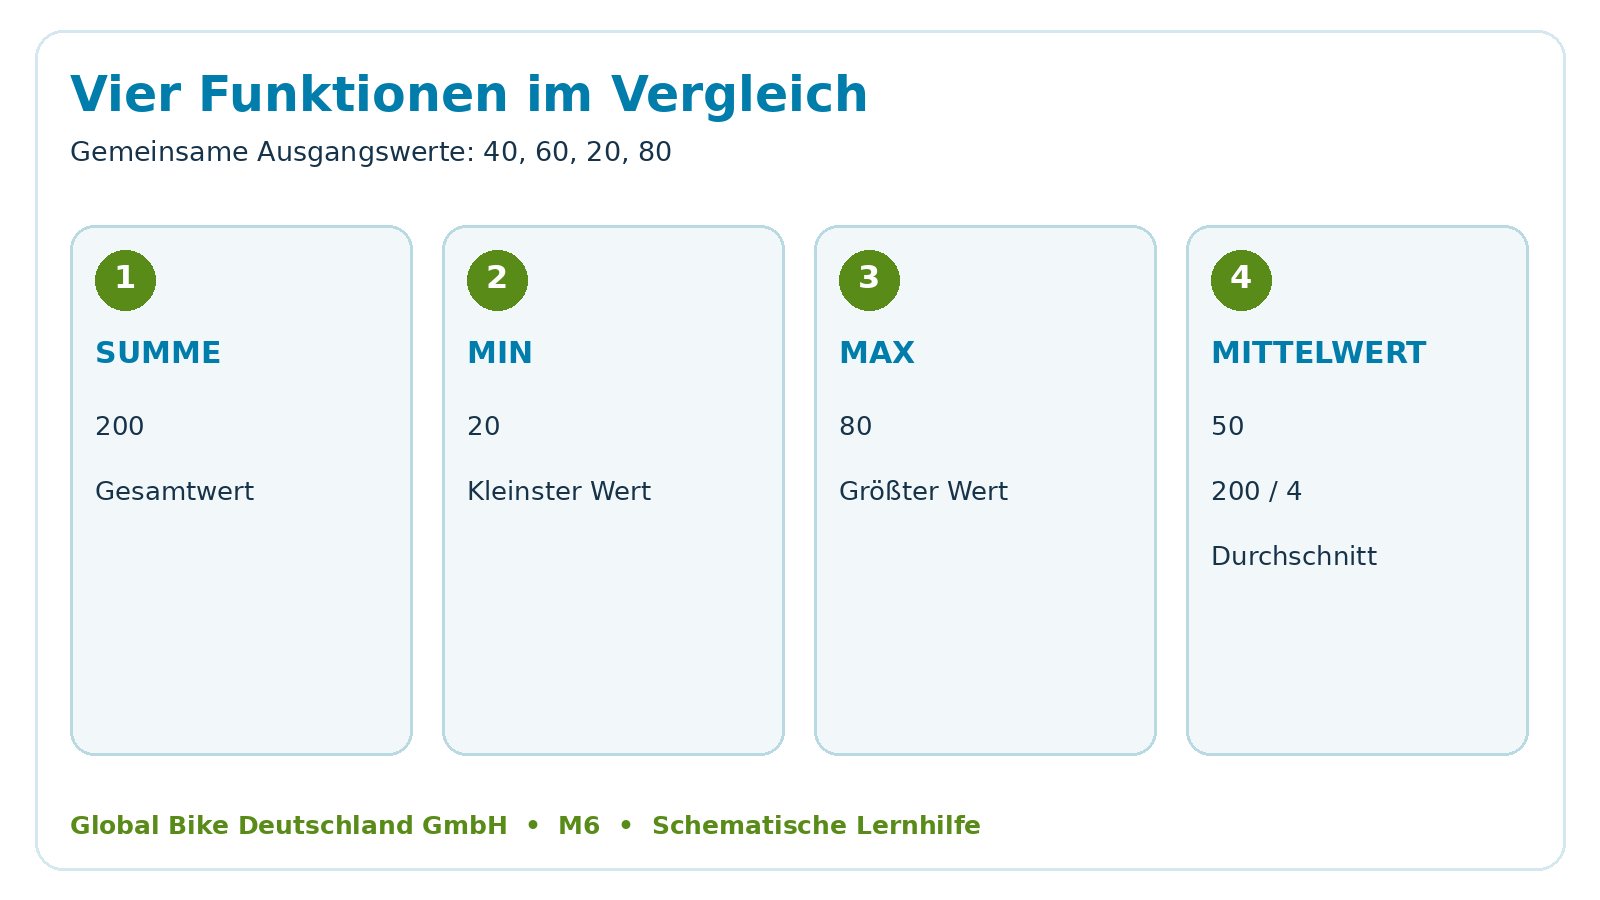 Vier Funktionen im Vergleich
Gemeinsame Ausgangswerte: 40, 60, 20, 80
1
SUMME
200
Gesamtwert
2
MIN
20
Kleinster Wert
3
MAX
80
Größter Wert
4
MITTELWERT
50
200 / 4
Durchschnitt
Global Bike Deutschland GmbH • M6 • Schematische Lernhilfe